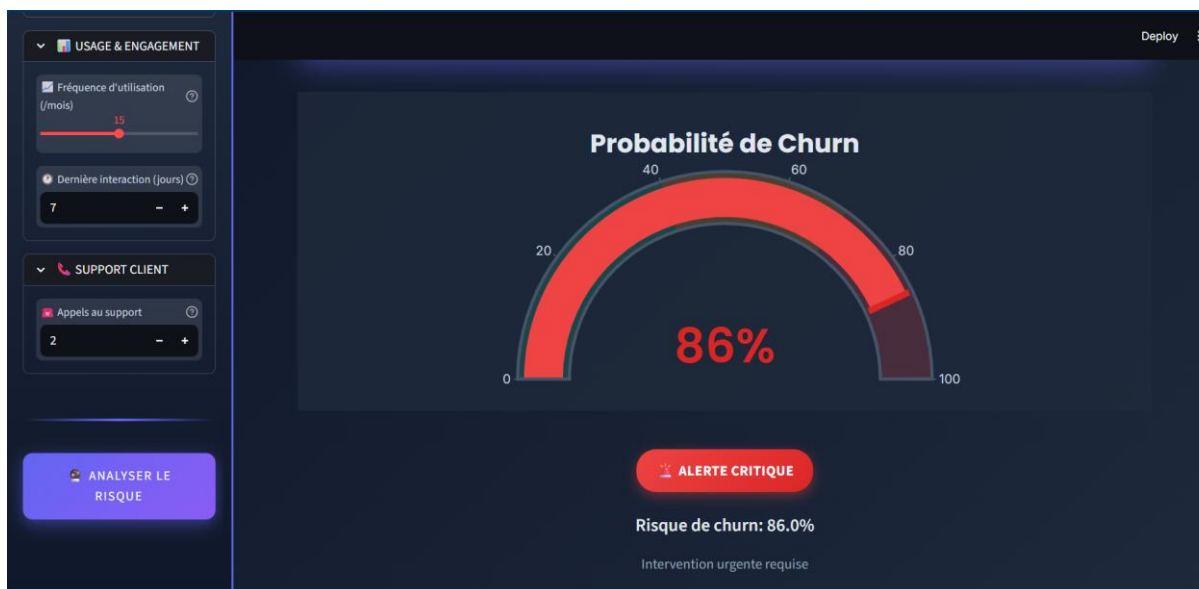 USAGE & ENGAGEMENT
Fréquence d'utilisation
(/mois)
15
Dernière interaction (jours)
7
− +
SUPPORT CLIENT
Appels au support
2
− +
ANALYSER LE
RISQUE
Deploy
Probabilité de Churn
0
20
40
60
80
100
86%
ALERTE CRITIQUE
Risque de churn: 86.0%
Intervention urgente requise